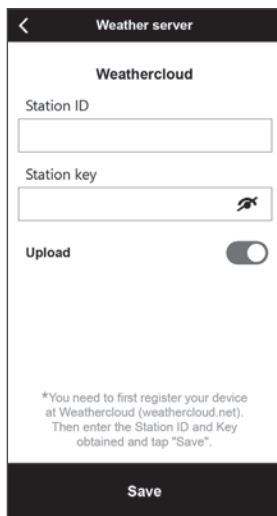 Weather server
Weathercloud
Station ID
Station key
Upload
*You need to first register your device
at Weathercloud (weathercloud.net).
Then enter the Station ID and Key
obtained and tap "Save".
Save